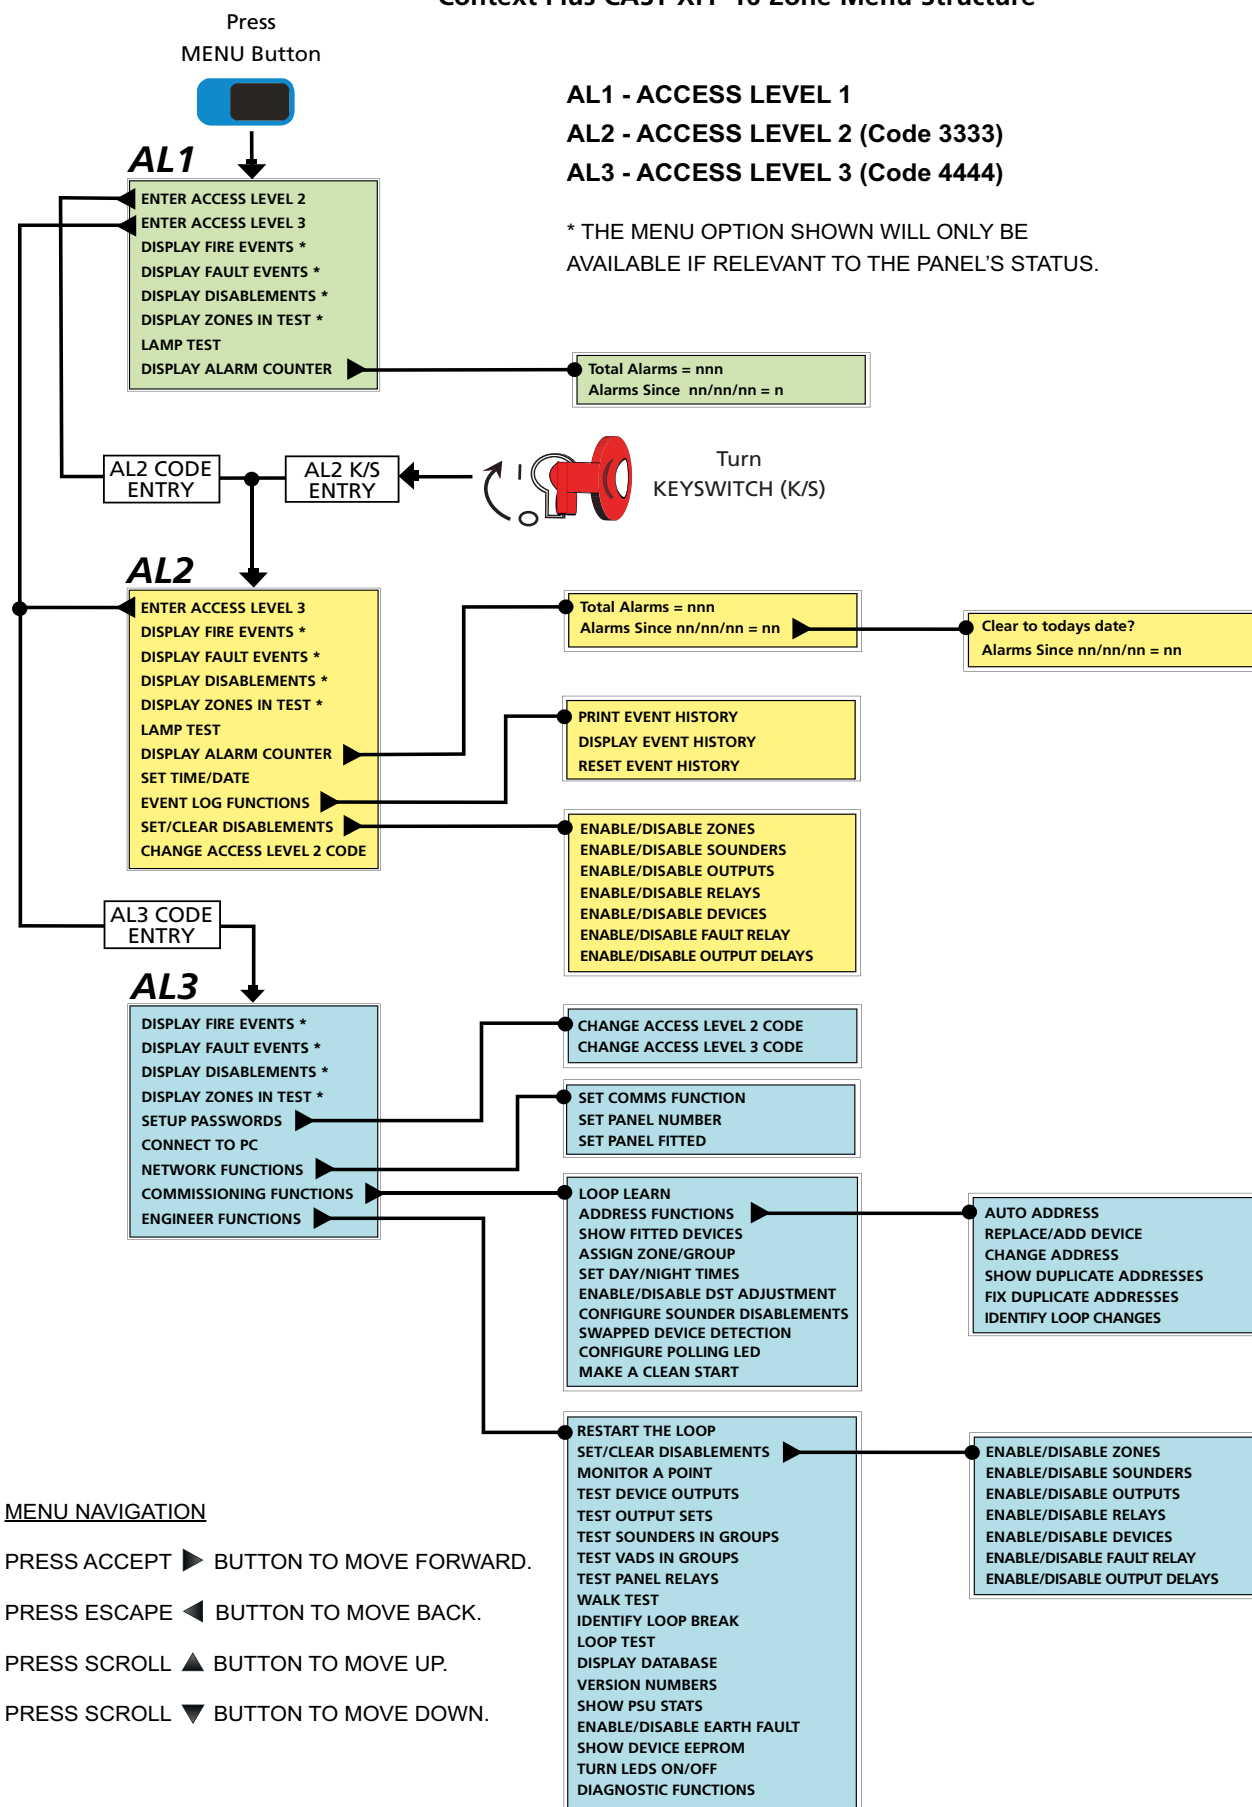 Context Plus CAST XFP 16 Zone Menu Structure
Press
MENU Button
AL1 - ACCESS LEVEL 1
AL2 - ACCESS LEVEL 2 (Code 3333)
AL3 - ACCESS LEVEL 3 (Code 4444)
* THE MENU OPTION SHOWN WILL ONLY BE
AVAILABLE IF RELEVANT TO THE PANEL'S STATUS.
AL1
ENTER ACCESS LEVEL 2
ENTER ACCESS LEVEL 3
DISPLAY FIRE EVENTS *
DISPLAY FAULT EVENTS *
DISPLAY DISABLEMENTS *
DISPLAY ZONES IN TEST *
LAMP TEST
DISPLAY ALARM COUNTER
Total Alarms = nnn
Alarms Since nn/nn/nn = n
AL2 CODE
ENTRY
AL2 K/S
ENTRY
Turn
KEYSWITCH (K/S)
AL2
ENTER ACCESS LEVEL 3
DISPLAY FIRE EVENTS *
DISPLAY FAULT EVENTS *
DISPLAY DISABLEMENTS *
DISPLAY ZONES IN TEST *
LAMP TEST
DISPLAY ALARM COUNTER
SET TIME/DATE
EVENT LOG FUNCTIONS
SET/CLEAR DISABLEMENTS
CHANGE ACCESS LEVEL 2 CODE
Total Alarms = nnn
Alarms Since nn/nn/nn = nn
Clear to todays date?
Alarms Since nn/nn/nn = nn
PRINT EVENT HISTORY
DISPLAY EVENT HISTORY
RESET EVENT HISTORY
ENABLE/DISABLE ZONES
ENABLE/DISABLE SOUNDERS
ENABLE/DISABLE OUTPUTS
ENABLE/DISABLE RELAYS
ENABLE/DISABLE DEVICES
ENABLE/DISABLE FAULT RELAY
ENABLE/DISABLE OUTPUT DELAYS
AL3 CODE
ENTRY
AL3
DISPLAY FIRE EVENTS *
DISPLAY FAULT EVENTS *
DISPLAY DISABLEMENTS *
DISPLAY ZONES IN TEST *
SETUP PASSWORDS
CONNECT TO PC
NETWORK FUNCTIONS
COMMISSIONING FUNCTIONS
ENGINEER FUNCTIONS
CHANGE ACCESS LEVEL 2 CODE
CHANGE ACCESS LEVEL 3 CODE
SET COMMS FUNCTION
SET PANEL NUMBER
SET PANEL FITTED
LOOP LEARN
ADDRESS FUNCTIONS
SHOW FITTED DEVICES
ASSIGN ZONE/GROUP
SET DAY/NIGHT TIMES
ENABLE/DISABLE DST ADJUSTMENT
CONFIGURE SOUNDER DISABLEMENTS
SWAPPED DEVICE DETECTION
CONFIGURE POLLING LED
MAKE A CLEAN START
AUTO ADDRESS
REPLACE/ADD DEVICE
CHANGE ADDRESS
SHOW DUPLICATE ADDRESSES
FIX DUPLICATE ADDRESSES
IDENTIFY LOOP CHANGES
RESTART THE LOOP
SET/CLEAR DISABLEMENTS
MONITOR A POINT
TEST DEVICE OUTPUTS
TEST OUTPUT SETS
TEST SOUNDERS IN GROUPS
TEST VADS IN GROUPS
TEST PANEL RELAYS
WALK TEST
IDENTIFY LOOP BREAK
LOOP TEST
DISPLAY DATABASE
VERSION NUMBERS
SHOW PSU STATS
ENABLE/DISABLE EARTH FAULT
SHOW DEVICE EEPROM
TURN LEDS ON/OFF
DIAGNOSTIC FUNCTIONS
ENABLE/DISABLE ZONES
ENABLE/DISABLE SOUNDERS
ENABLE/DISABLE OUTPUTS
ENABLE/DISABLE RELAYS
ENABLE/DISABLE DEVICES
ENABLE/DISABLE FAULT RELAY
ENABLE/DISABLE OUTPUT DELAYS
MENU NAVIGATION
PRESS ACCEPT ▶ BUTTON TO MOVE FORWARD.
PRESS ESCAPE ◀ BUTTON TO MOVE BACK.
PRESS SCROLL ▲ BUTTON TO MOVE UP.
PRESS SCROLL ▼ BUTTON TO MOVE DOWN.